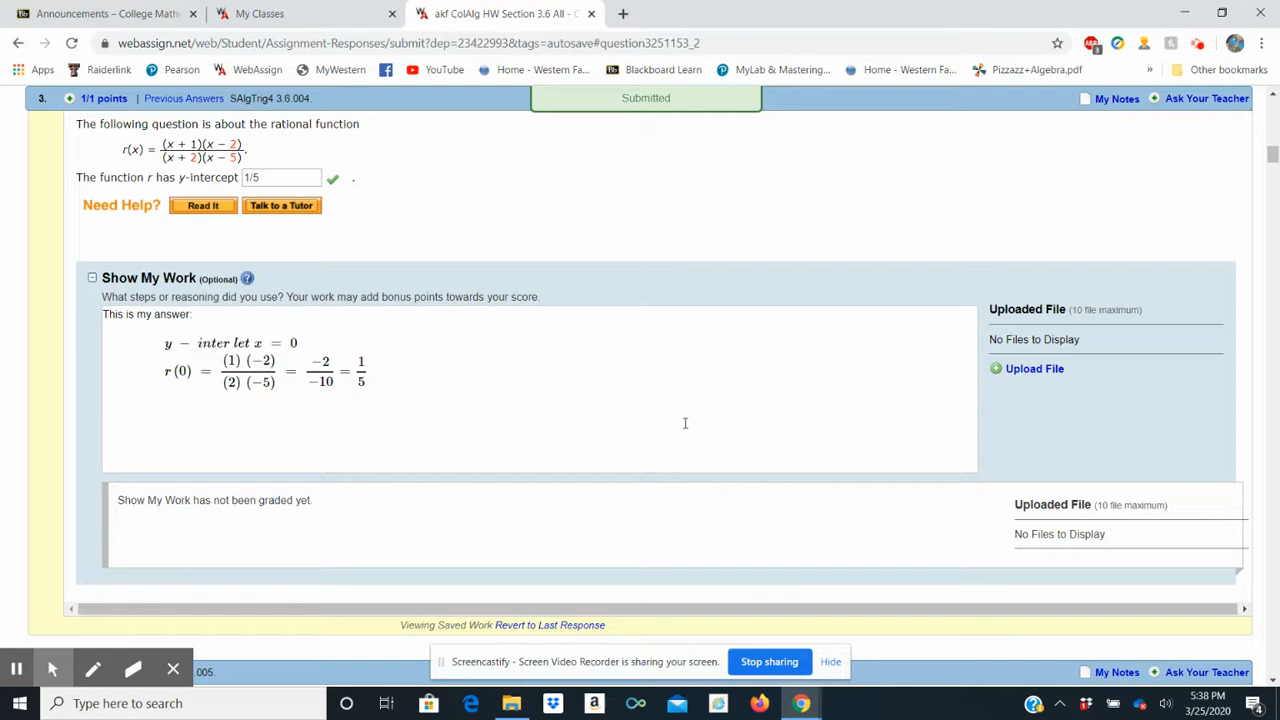 Announcements – College Math
My Classes
akf ColAlg HW Section 3.6 All - C
webassign.net/web/Student/Assignment-Responses/submit?dep=23422993&tags=autosave#question3251153_2
Apps Raiderlink Pearson WebAssign MyWestern YouTube Home - Western Fa... Blackboard Learn MyLab & Mastering... Home - Western Fa... Pizzazz+Algebra.pdf » Other bookmarks
3. 1/1 points | Previous Answers SAlgTrig4 3.6.004. Submitted My Notes Ask Your Teacher
The following question is about the rational function
r(x) = (x + 1)(x − 2) / (x + 2)(x − 5).
The function r has y-intercept 1/5 .
Need Help? Read It Talk to a Tutor
Show My Work (Optional) ?
What steps or reasoning did you use? Your work may add bonus points towards your score.
This is my answer:
y − inter let x = 0
r (0) = (1) (−2) / (2) (−5) = −2 / −10 = 1 / 5
Uploaded File (10 file maximum)
No Files to Display
Upload File
Show My Work has not been graded yet.
Uploaded File (10 file maximum)
No Files to Display
Viewing Saved Work Revert to Last Response
Screencastify - Screen Video Recorder is sharing your screen. Stop sharing Hide
005. My Notes Ask Your Teacher
Type here to search
5:38 PM
3/25/2020